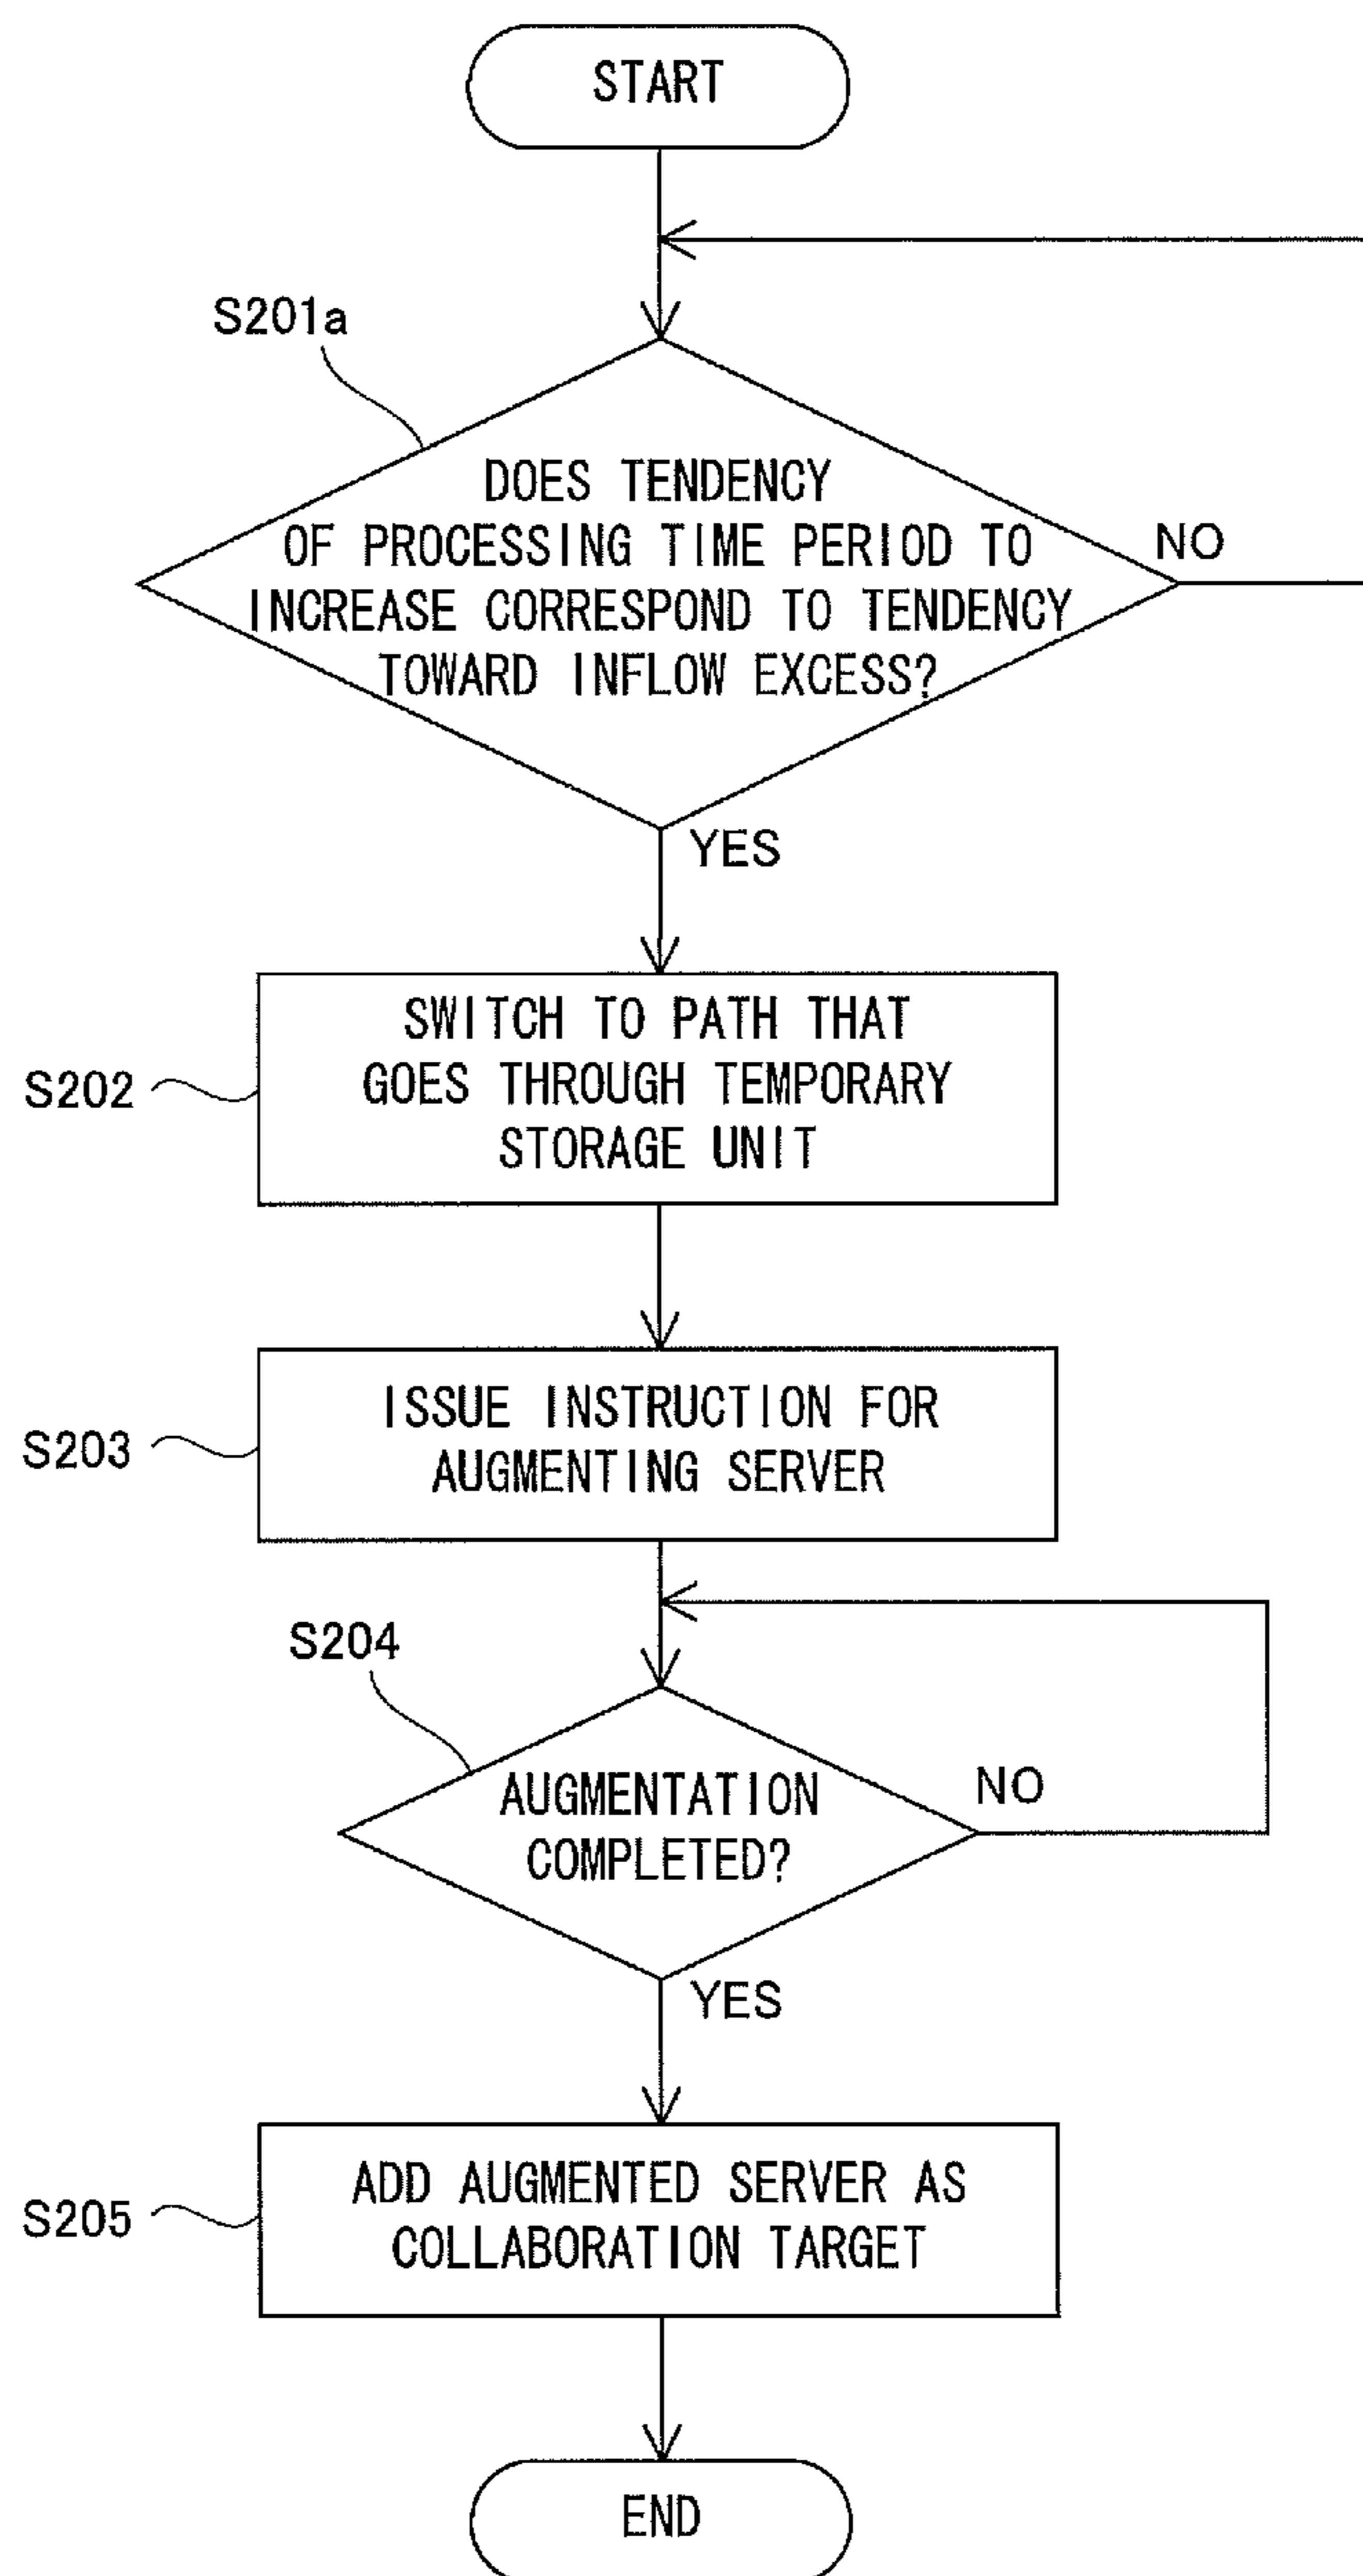 START
S201a
DOES TENDENCY
OF PROCESSING TIME PERIOD TO
INCREASE CORRESPOND TO TENDENCY
TOWARD INFLOW EXCESS?
NO
YES
SWITCH TO PATH THAT
GOES THROUGH TEMPORARY
STORAGE UNIT
S202
ISSUE INSTRUCTION FOR
AUGMENTING SERVER
S203
S204
AUGMENTATION
COMPLETED?
NO
YES
ADD AUGMENTED SERVER AS
COLLABORATION TARGET
S205
END